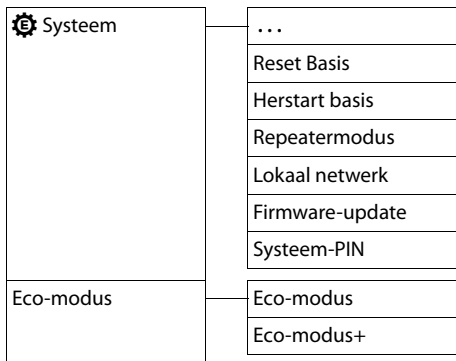 Systeem
...
Reset Basis
Herstart basis
Repeatermodus
Lokaal netwerk
Firmware-update
Systeem-PIN
Eco-modus
Eco-modus
Eco-modus+